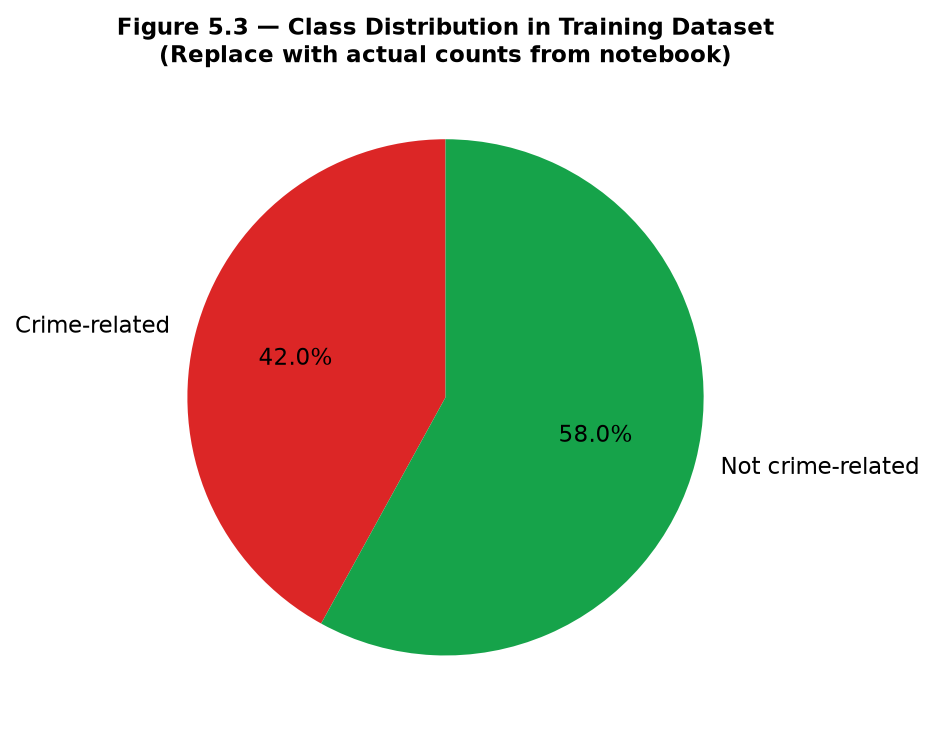 Figure 5.3 — Class Distribution in Training Dataset
(Replace with actual counts from notebook)
Crime-related
42.0%
58.0%
Not crime-related